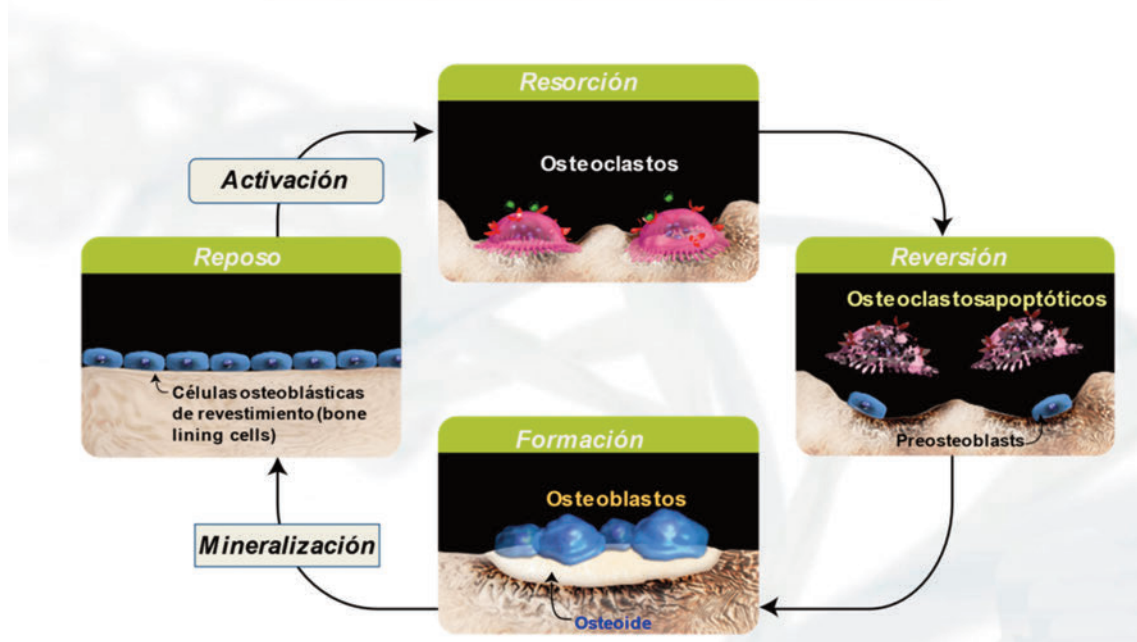 Resorción
Osteoclastos
Activación
Reposo
Células osteoblásticas
de revestimiento (bone
lining cells)
Reversión
Osteoclastosapoptóticos
Preosteoblasts
Formación
Osteoblastos
Osteoide
Mineralización